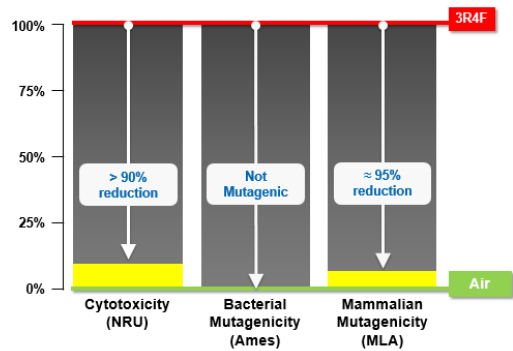 3R4F
100%
75%
50%
25%
0%
> 90%
reduction
Not
Mutagenic
≈ 95%
reduction
Air
Cytotoxicity
(NRU)
Bacterial
Mutagenicity
(Ames)
Mammalian
Mutagenicity
(MLA)